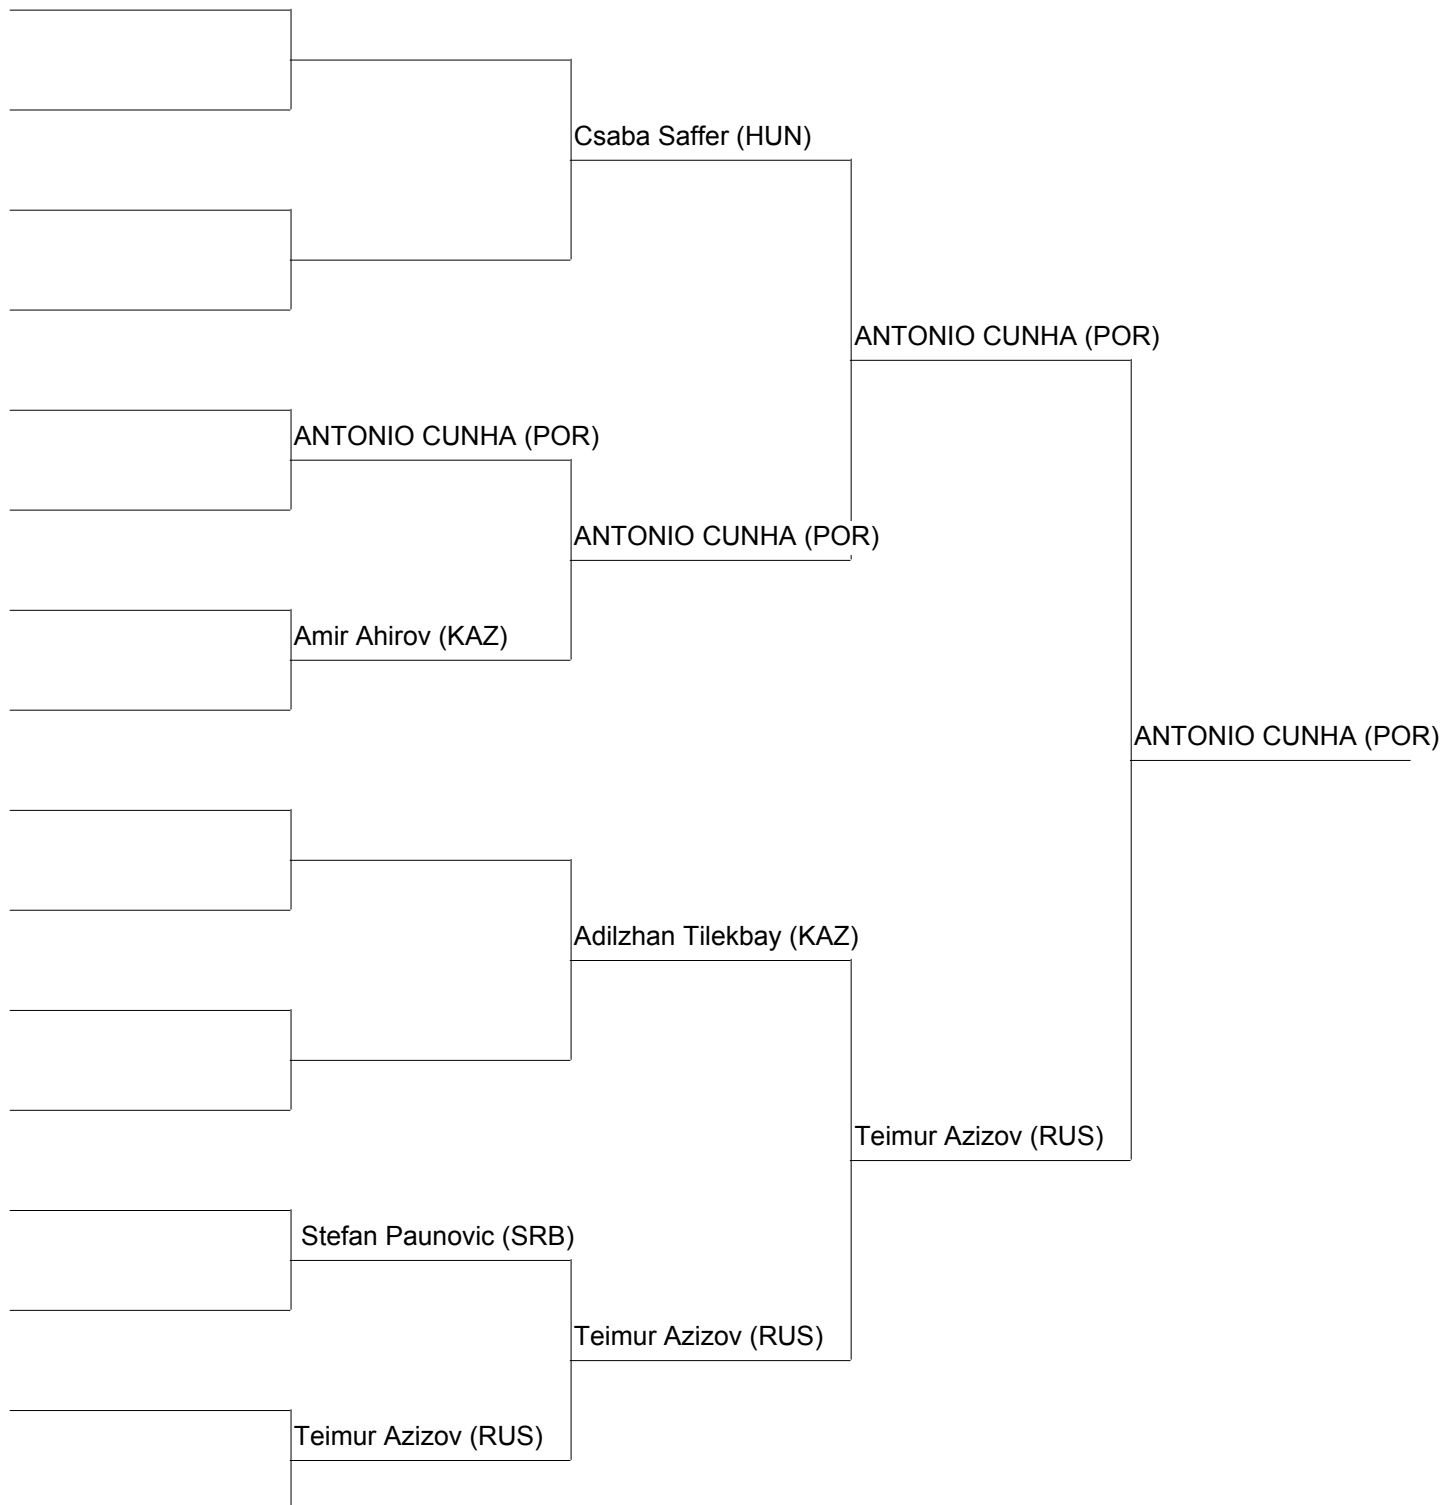 Csaba Saffer (HUN)
ANTONIO CUNHA (POR)
ANTONIO CUNHA (POR)
ANTONIO CUNHA (POR)
Amir Ahirov (KAZ)
ANTONIO CUNHA (POR)
Adilzhan Tilekbay (KAZ)
Teimur Azizov (RUS)
Stefan Paunovic (SRB)
Teimur Azizov (RUS)
Teimur Azizov (RUS)